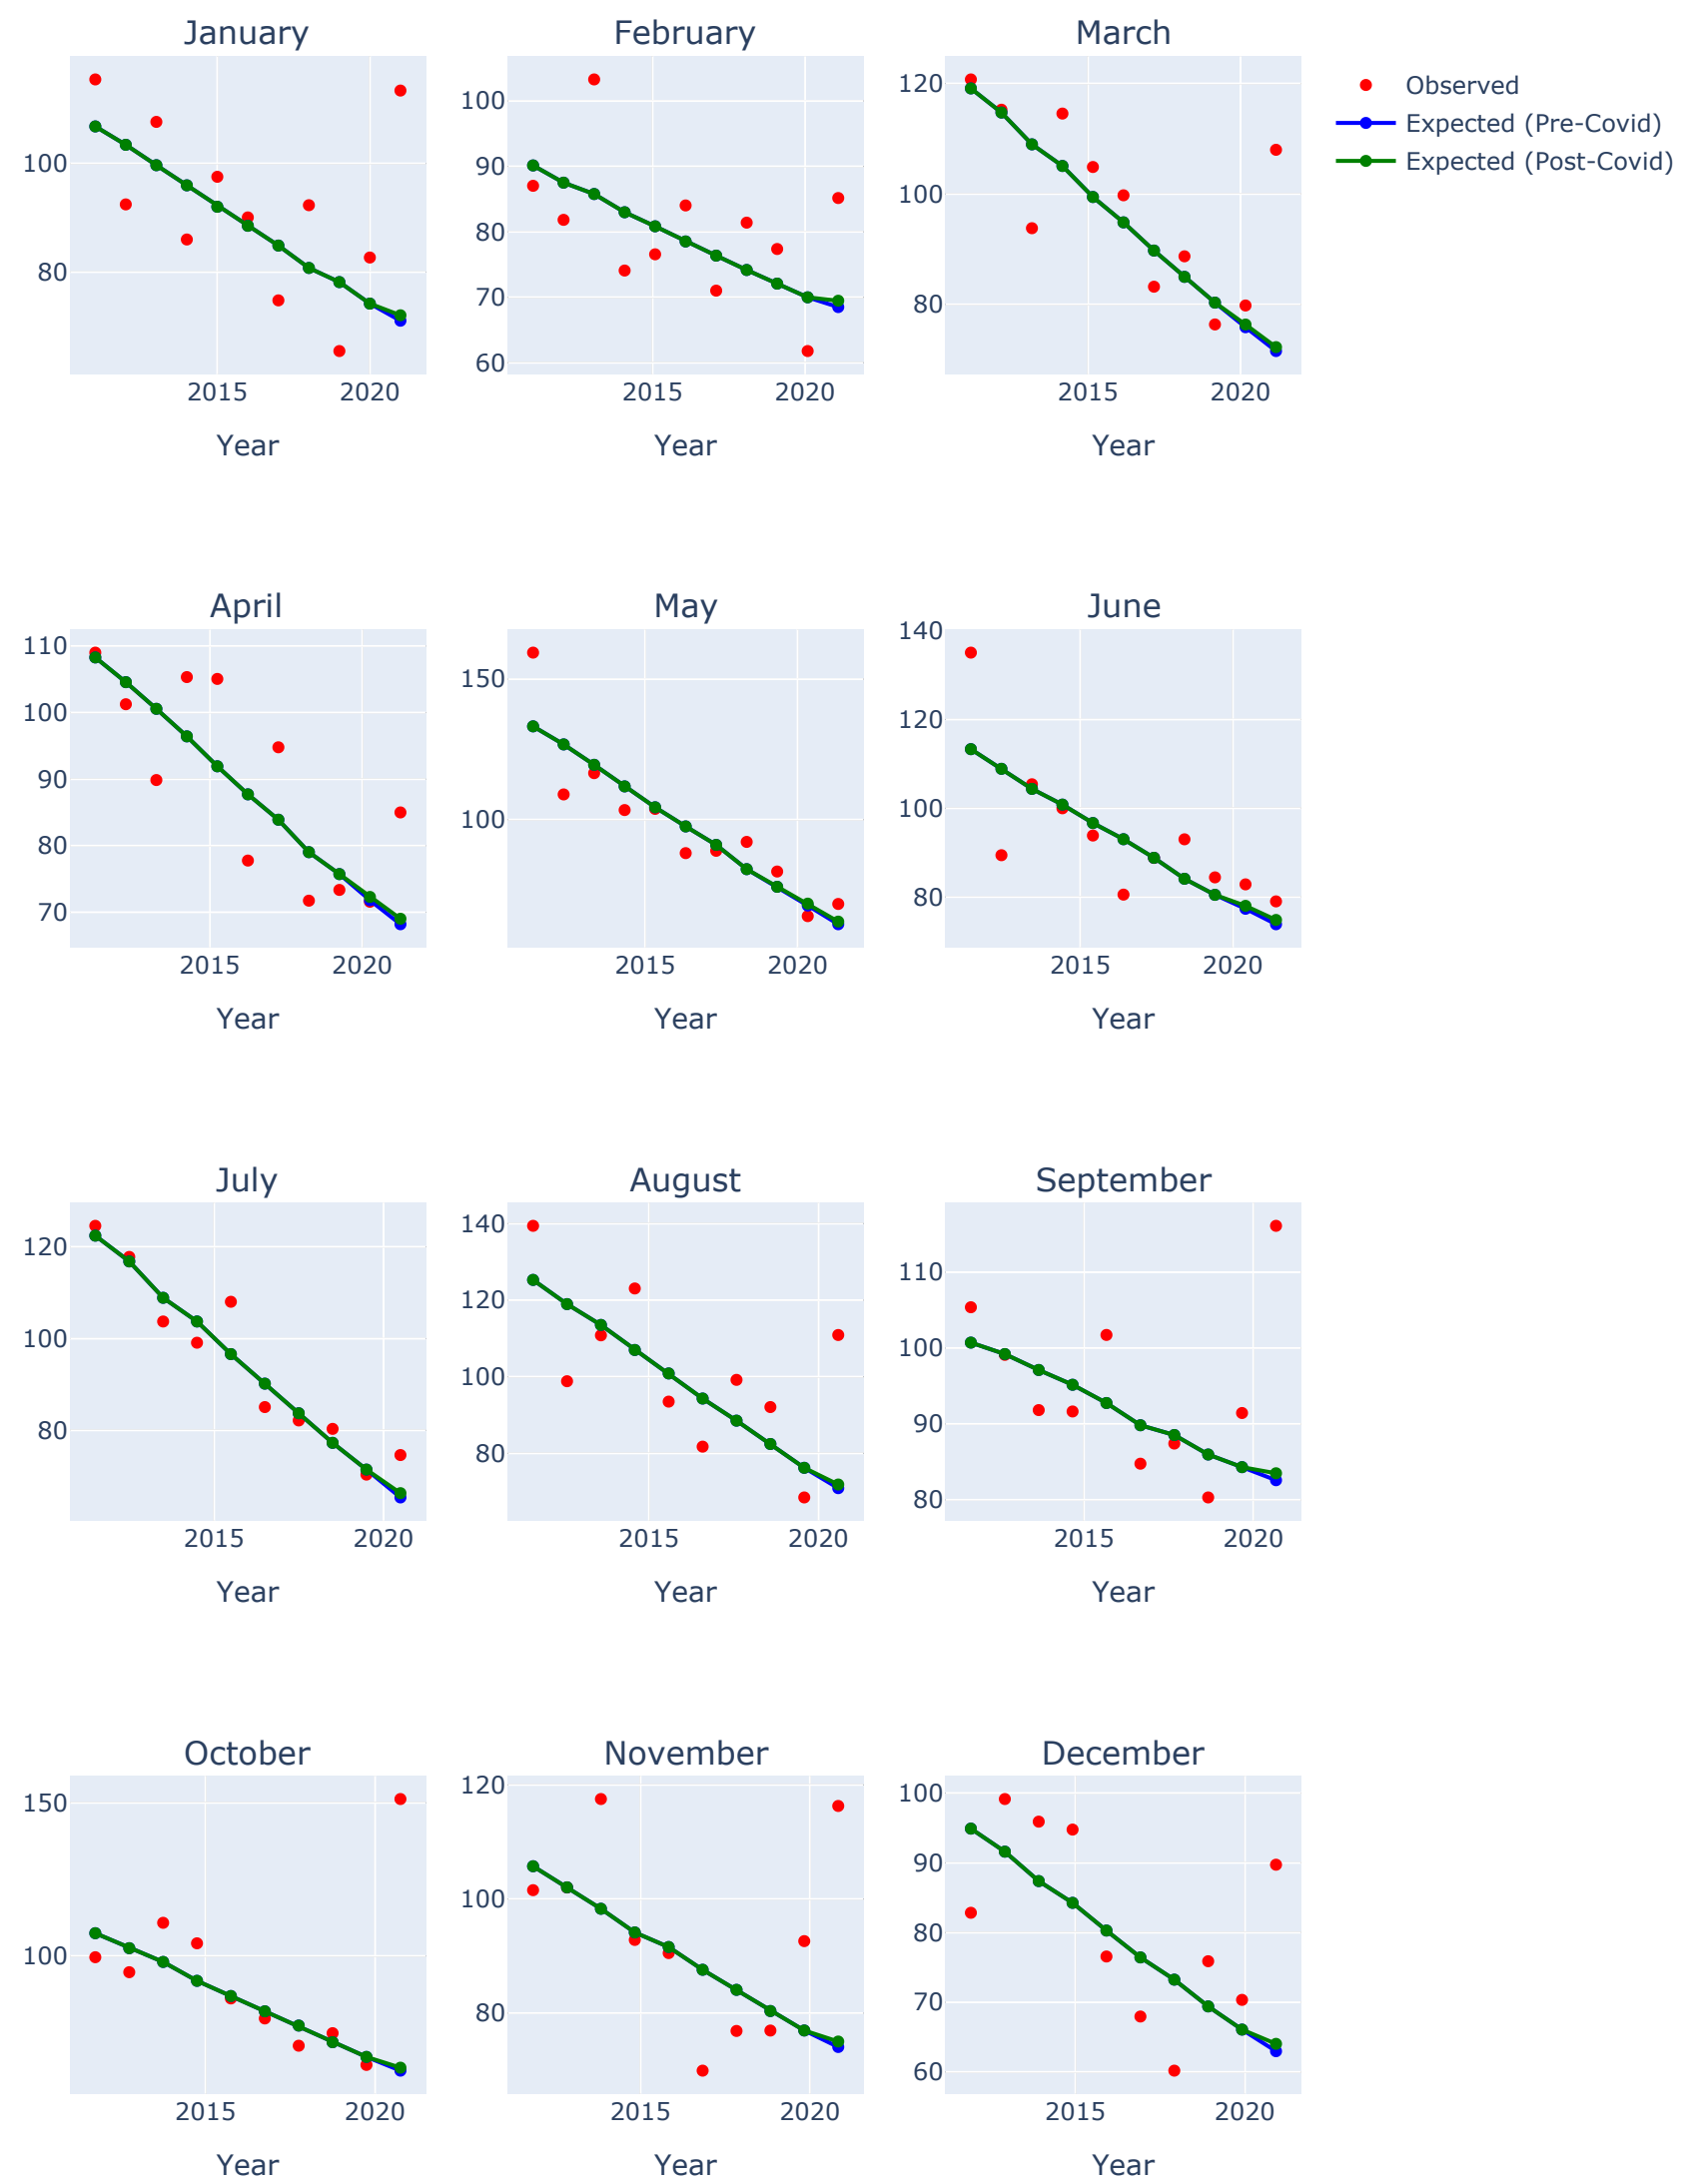 January
February
March
120
100
80
2015
2020
Year
100
90
80
70
60
2015
2020
Year
120
100
80
2015
2020
Year
Observed
Expected (Pre-Covid)
Expected (Post-Covid)
April
May
June
110
100
90
80
70
2015
2020
Year
150
100
2015
2020
Year
140
120
100
80
2015
2020
Year
July
August
September
120
100
80
2015
2020
Year
140
120
100
80
2015
2020
Year
110
100
90
80
2015
2020
Year
October
November
December
150
100
2015
2020
Year
120
100
80
2015
2020
Year
100
90
80
70
60
2015
2020
Year